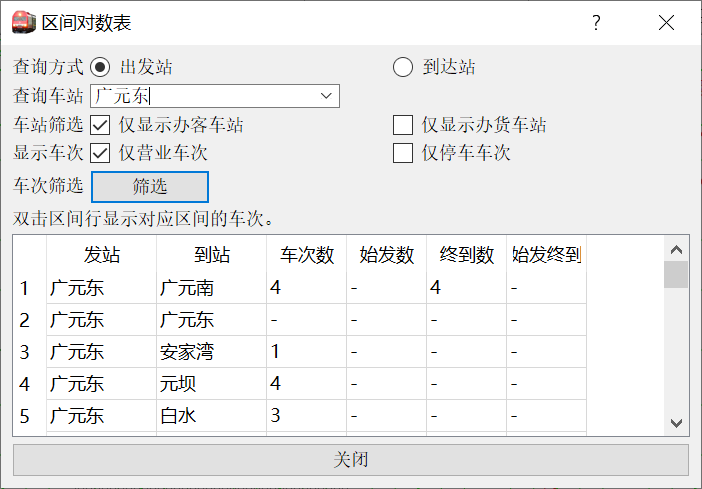 区间对数表
查询方式 出发站 到达站
查询车站 广元东
车站筛选 仅显示办客车站 仅显示办货车站
显示车次 仅营业车次 仅停车车次
车次筛选 筛选
双击区间行显示对应区间的车次。
发站 到站 车次数 始发数 终到数 始发终到
1 广元东 广元南 4 - 4 -
2 广元东 广元东 - - - -
3 广元东 安家湾 1 - - -
4 广元东 元坝 4 - - -
5 广元东 白水 3 - - -
关闭